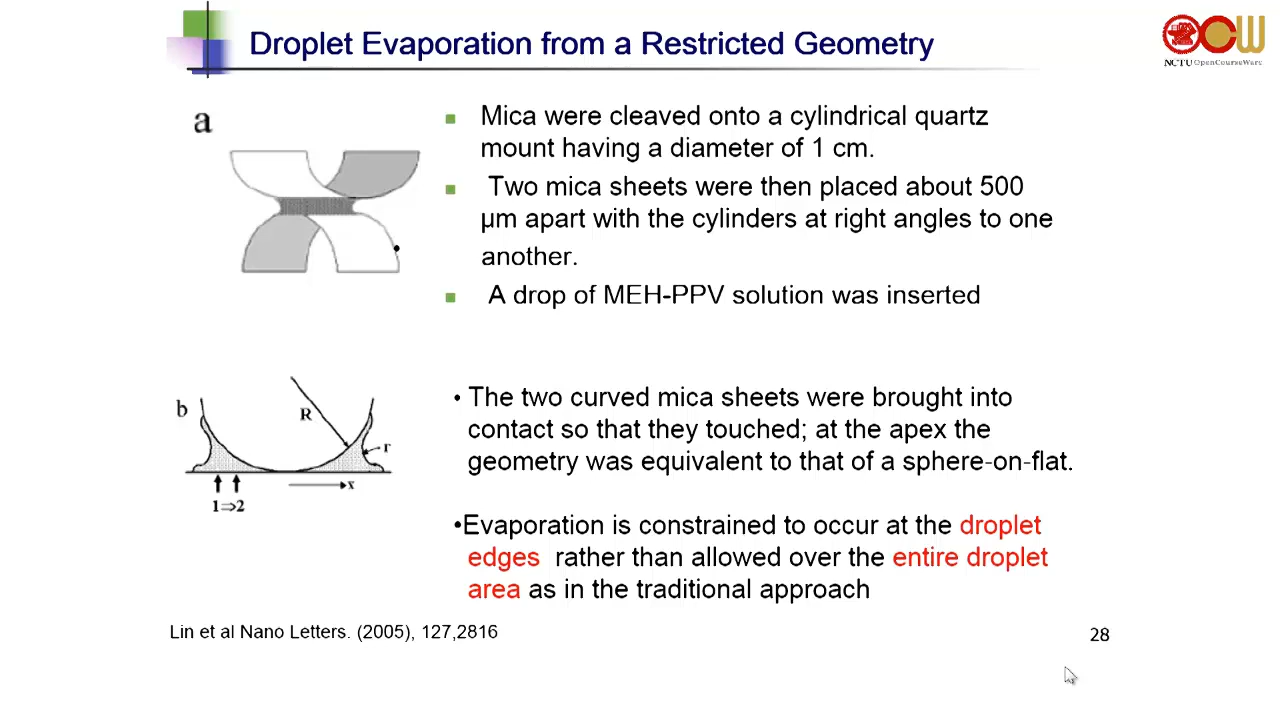 Droplet Evaporation from a Restricted Geometry
OCW
NCTU OpenCourseWare
a
Mica were cleaved onto a cylindrical quartz
mount having a diameter of 1 cm.
Two mica sheets were then placed about 500
µm apart with the cylinders at right angles to one
another.
A drop of MEH-PPV solution was inserted
b
R
r
x
1⇒2
• The two curved mica sheets were brought into
contact so that they touched; at the apex the
geometry was equivalent to that of a sphere-on-flat.
•Evaporation is constrained to occur at the droplet
edges rather than allowed over the entire droplet
area as in the traditional approach
Lin et al Nano Letters. (2005), 127,2816
28